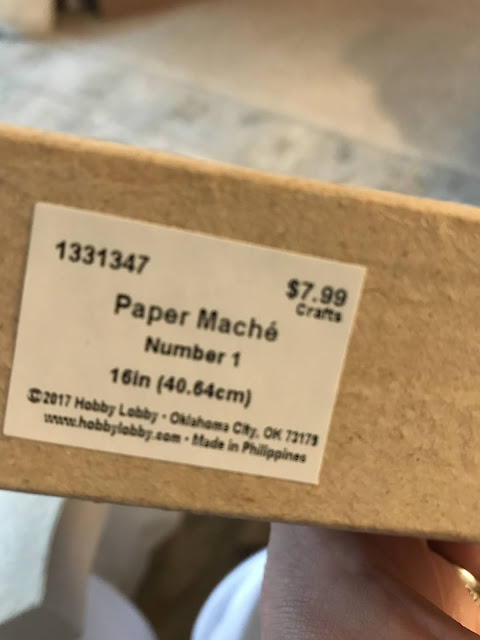 1331347
$7.99
Crafts
Paper Maché
Number 1
16in (40.64cm)
©2017 Hobby Lobby • Oklahoma City, OK 73179
www.hobbylobby.com • Made in Philippines